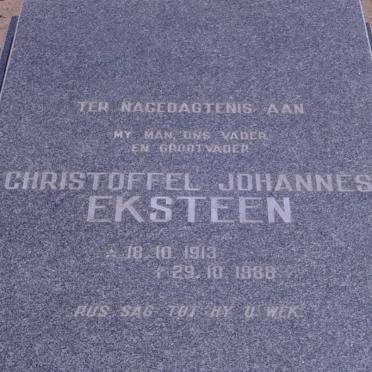 TER NAGEDAGTENIS AAN
MY MAN, ONS VADER
EN GROOTVADER
CHRISTOFFEL JOHANNES
EKSTEEN
☆ 18.10.1913
† 29.10.1988
RUS SAG TOT HY U WEK.